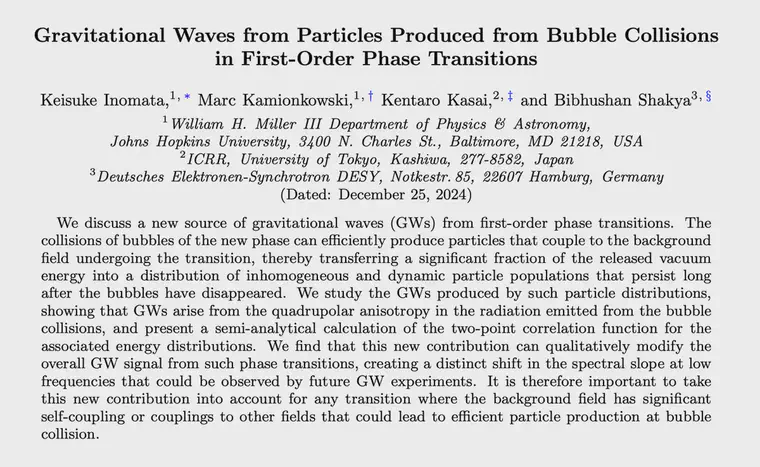 Gravitational Waves from Particles Produced from Bubble Collisions
in First-Order Phase Transitions
Keisuke Inomata,1, * Marc Kamionkowski,1, † Kentaro Kasai,2, ‡ and Bibhushan Shakya3, §
1William H. Miller III Department of Physics & Astronomy,
Johns Hopkins University, 3400 N. Charles St., Baltimore, MD 21218, USA
2ICRR, University of Tokyo, Kashiwa, 277-8582, Japan
3Deutsches Elektronen-Synchrotron DESY, Notkestr. 85, 22607 Hamburg, Germany
(Dated: December 25, 2024)
We discuss a new source of gravitational waves (GWs) from first-order phase transitions. The
collisions of bubbles of the new phase can efficiently produce particles that couple to the background
field undergoing the transition, thereby transferring a significant fraction of the released vacuum
energy into a distribution of inhomogeneous and dynamic particle populations that persist long
after the bubbles have disappeared. We study the GWs produced by such particle distributions,
showing that GWs arise from the quadrupolar anisotropy in the radiation emitted from the bubble
collisions, and present a semi-analytical calculation of the two-point correlation function for the
associated energy distributions. We find that this new contribution can qualitatively modify the
overall GW signal from such phase transitions, creating a distinct shift in the spectral slope at low
frequencies that could be observed by future GW experiments. It is therefore important to take
this new contribution into account for any transition where the background field has significant
self-coupling or couplings to other fields that could lead to efficient particle production at bubble
collision.